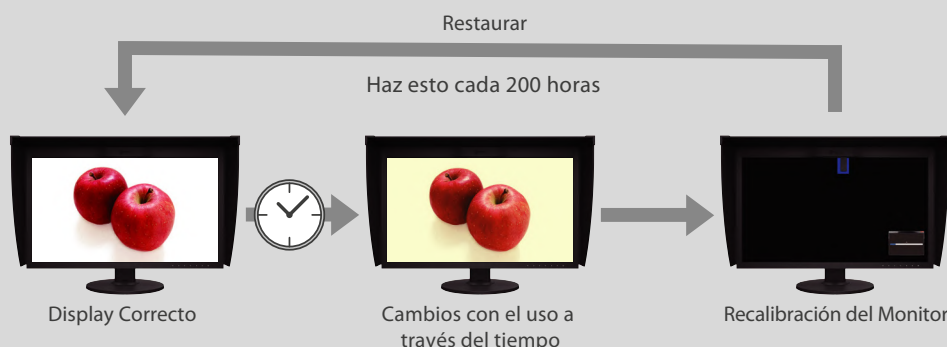 Restaurar
Haz esto cada 200 horas
Display Correcto
Cambios con el uso a
través del tiempo
Recalibración del Monitor